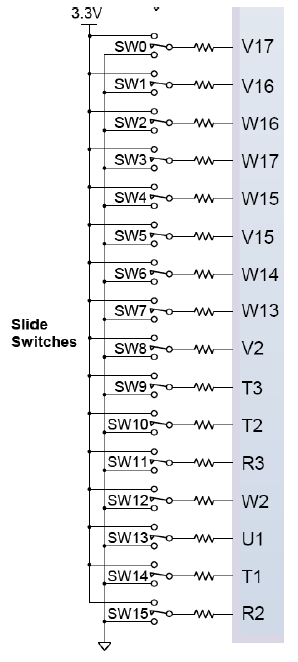 3.3V
SW0 V17
SW1 V16
SW2 W16
SW3 W17
SW4 W15
SW5 V15
SW6 W14
SW7 W13
Slide
Switches
SW8 V2
SW9 T3
SW10 T2
SW11 R3
SW12 W2
SW13 U1
SW14 T1
SW15 R2